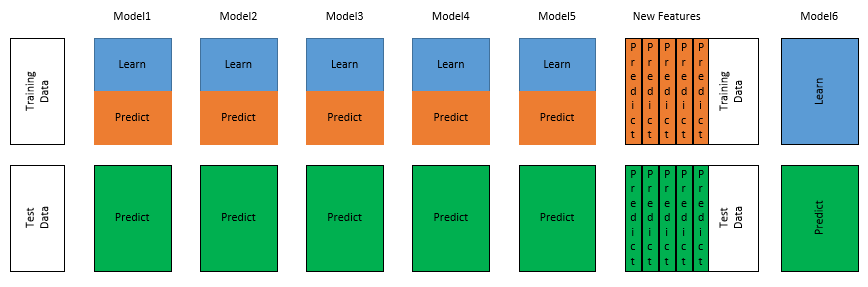 Model1 Model2 Model3 Model4 Model5 New Features Model6
Training
Data
Learn Learn Learn Learn Learn
Predict Predict Predict Predict Predict
Predict Predict Predict Predict Predict
Training
Data
Learn
Test
Data
Predict Predict Predict Predict Predict
Predict Predict Predict Predict Predict
Test
Data
Predict